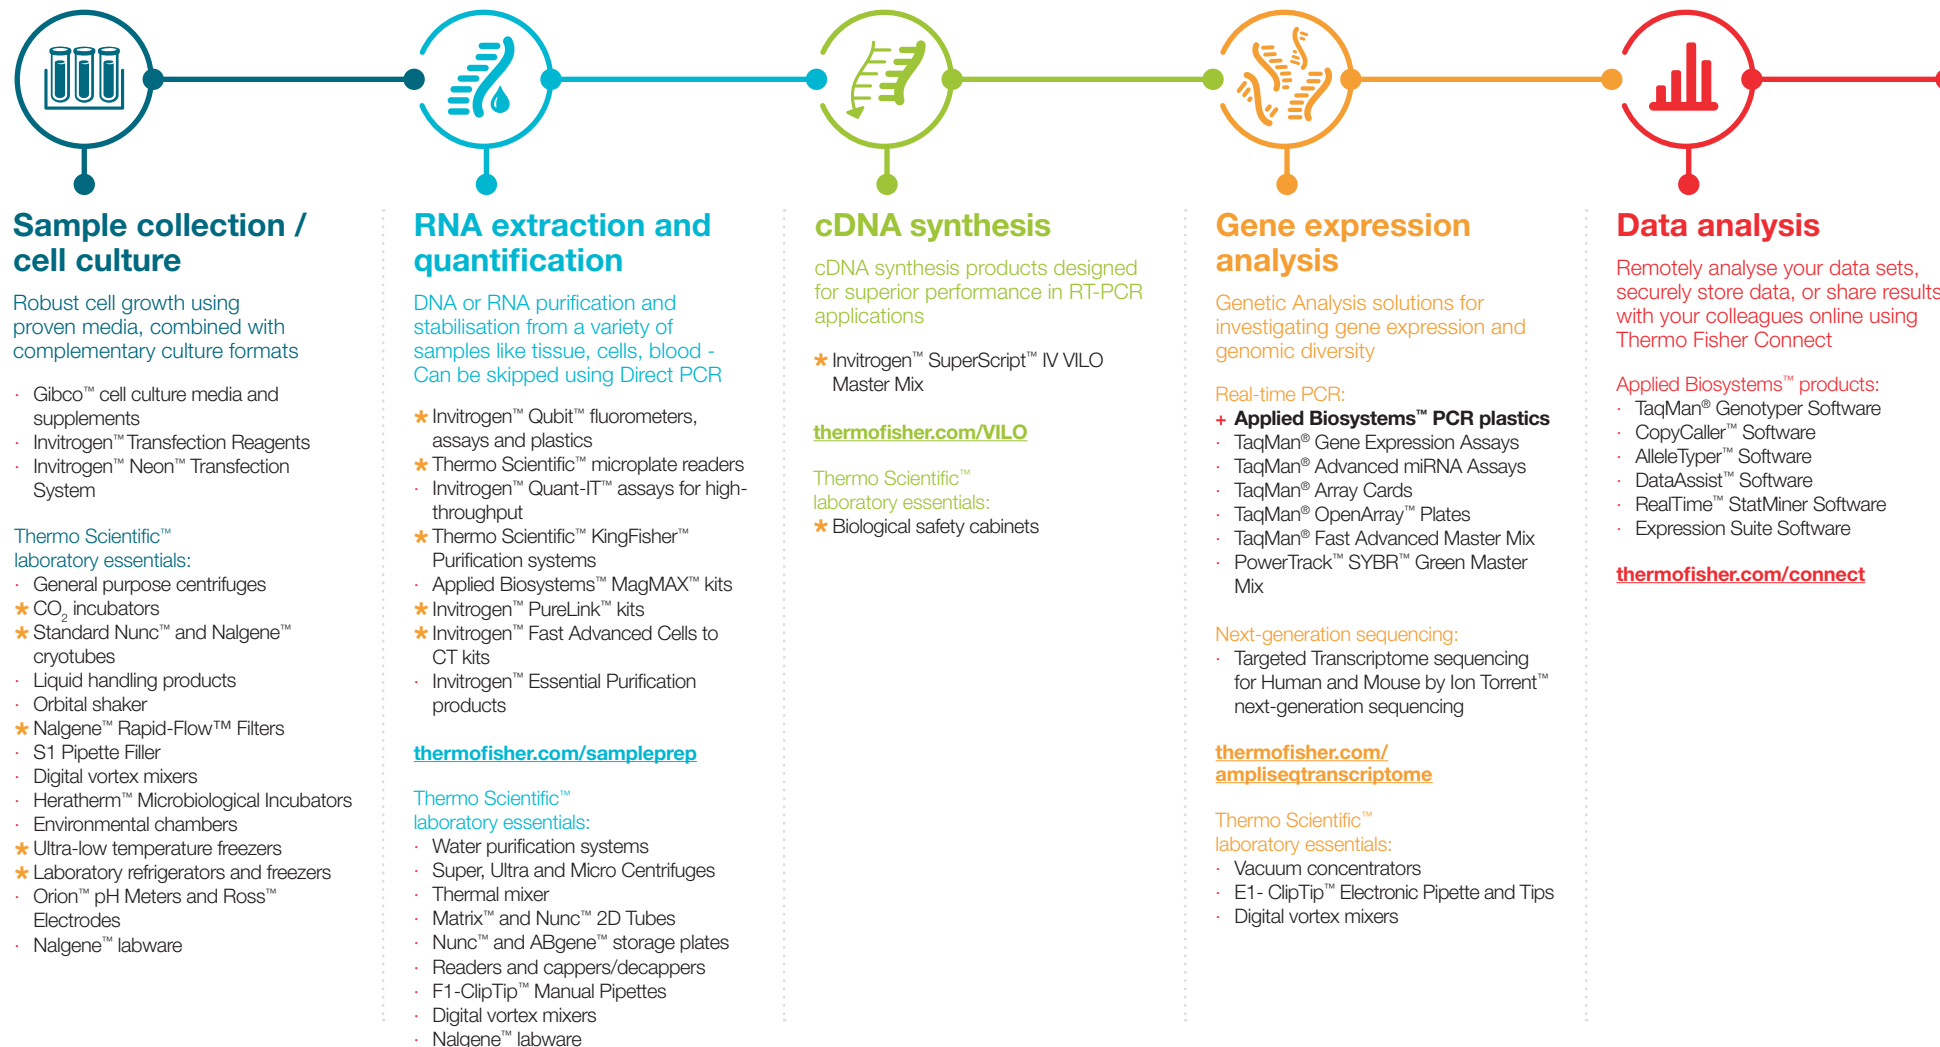 Sample collection /
cell culture
Robust cell growth using
proven media, combined with
complementary culture formats
· Gibco™ cell culture media and
supplements
· Invitrogen™ Transfection Reagents
· Invitrogen™ Neon™ Transfection
System
Thermo Scientific™
laboratory essentials:
· General purpose centrifuges
* CO₂ incubators
* Standard Nunc™ and Nalgene™
cryotubes
· Liquid handling products
· Orbital shaker
* Nalgene™ Rapid-Flow™ Filters
· S1 Pipette Filler
· Digital vortex mixers
· Heratherm™ Microbiological Incubators
· Environmental chambers
* Ultra-low temperature freezers
* Laboratory refrigerators and freezers
· Orion™ pH Meters and Ross™
Electrodes
· Nalgene™ labware
RNA extraction and
quantification
DNA or RNA purification and
stabilisation from a variety of
samples like tissue, cells, blood -
Can be skipped using Direct PCR
* Invitrogen™ Qubit™ fluorometers,
assays and plastics
* Thermo Scientific™ microplate readers
· Invitrogen™ Quant-IT™ assays for high-
throughput
* Thermo Scientific™ KingFisher™
Purification systems
· Applied Biosystems™ MagMAX™ kits
* Invitrogen™ PureLink™ kits
* Invitrogen™ Fast Advanced Cells to
CT kits
· Invitrogen™ Essential Purification
products
thermofisher.com/sampleprep
Thermo Scientific™
laboratory essentials:
· Water purification systems
· Super, Ultra and Micro Centrifuges
· Thermal mixer
· Matrix™ and Nunc™ 2D Tubes
· Nunc™ and ABgene™ storage plates
· Readers and cappers/decappers
· F1-ClipTip™ Manual Pipettes
· Digital vortex mixers
· Nalgene™ labware
cDNA synthesis
cDNA synthesis products designed
for superior performance in RT-PCR
applications
* Invitrogen™ SuperScript™ IV VILO
Master Mix
thermofisher.com/VILO
Thermo Scientific™
laboratory essentials:
* Biological safety cabinets
Gene expression
analysis
Genetic Analysis solutions for
investigating gene expression and
genomic diversity
Real-time PCR:
+ Applied Biosystems™ PCR plastics
· TaqMan® Gene Expression Assays
· TaqMan® Advanced miRNA Assays
· TaqMan® Array Cards
· TaqMan® OpenArray™ Plates
· TaqMan® Fast Advanced Master Mix
· PowerTrack™ SYBR™ Green Master
Mix
Next-generation sequencing:
· Targeted Transcriptome sequencing
for Human and Mouse by Ion Torrent™
next-generation sequencing
thermofisher.com/
ampliseqtranscriptome
Thermo Scientific™
laboratory essentials:
· Vacuum concentrators
· E1- ClipTip™ Electronic Pipette and Tips
· Digital vortex mixers
Data analysis
Remotely analyse your data sets,
securely store data, or share results
with your colleagues online using
Thermo Fisher Connect
Applied Biosystems™ products:
· TaqMan® Genotyper Software
· CopyCaller™ Software
· AlleleTyper™ Software
· DataAssist™ Software
· RealTime™ StatMiner Software
· Expression Suite Software
thermofisher.com/connect